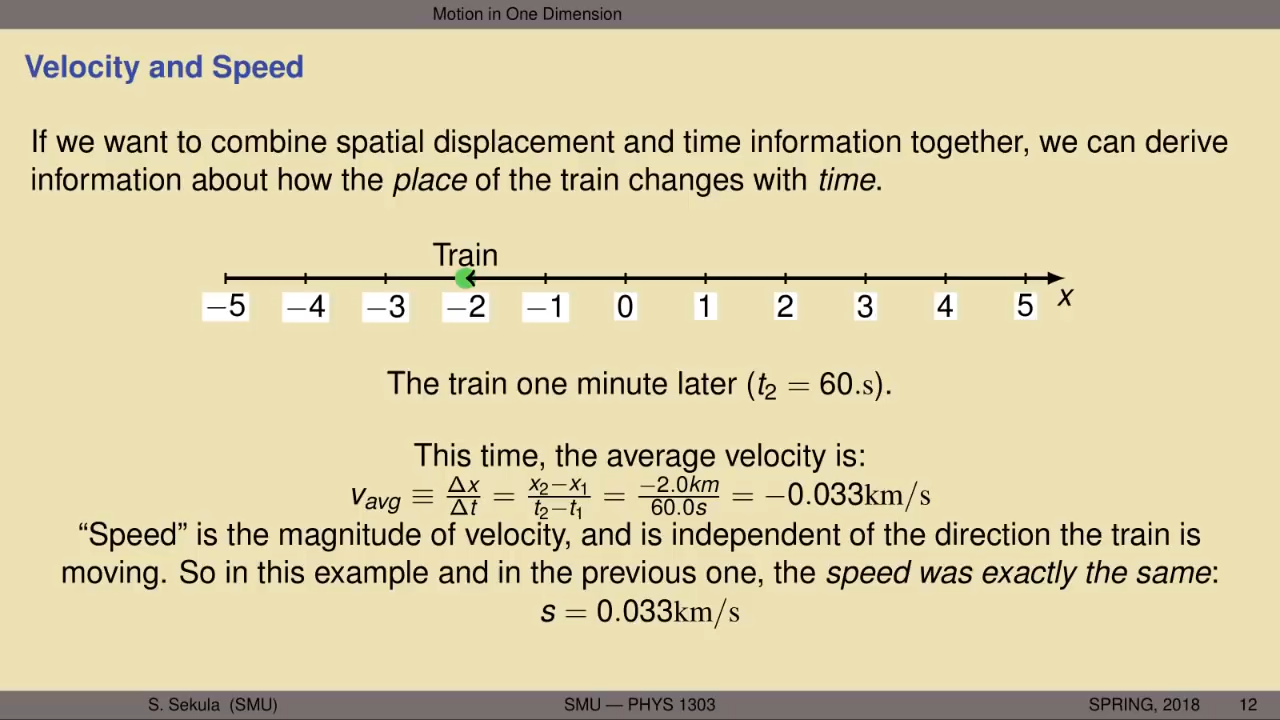 Motion in One Dimension
Velocity and Speed
If we want to combine spatial displacement and time information together, we can derive
information about how the place of the train changes with time.
Train
−5 −4 −3 −2 −1 0 1 2 3 4 5 x
The train one minute later (t₂ = 60.s).
This time, the average velocity is:
v_avg ≡ Δx/Δt = x₂−x₁/t₂−t₁ = −2.0km/60.0s = −0.033km/s
“Speed” is the magnitude of velocity, and is independent of the direction the train is
moving. So in this example and in the previous one, the speed was exactly the same:
s = 0.033km/s
S. Sekula (SMU) SMU — PHYS 1303 SPRING, 2018 12